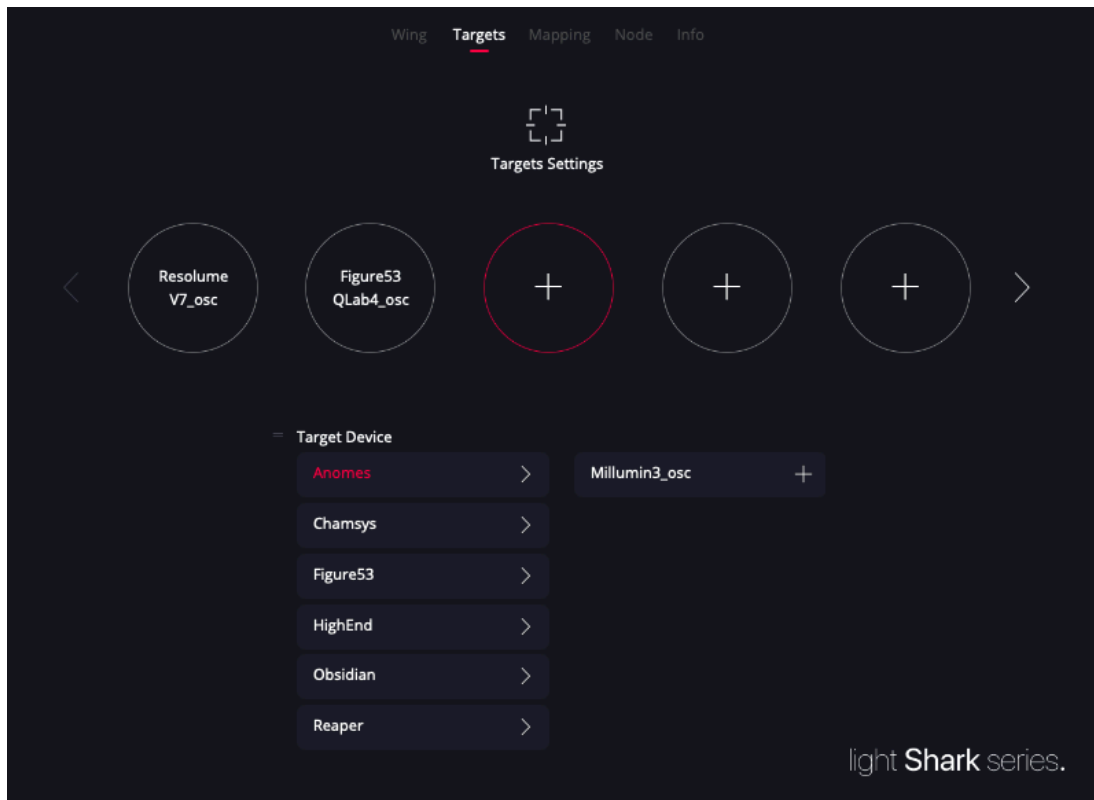 Wing Targets Mapping Node Info
Targets Settings
Resolume
V7_osc
Figure53
QLab4_osc
Target Device
Anomes
Millumin3_osc
Chamsys
Figure53
HighEnd
Obsidian
Reaper
light Shark series.